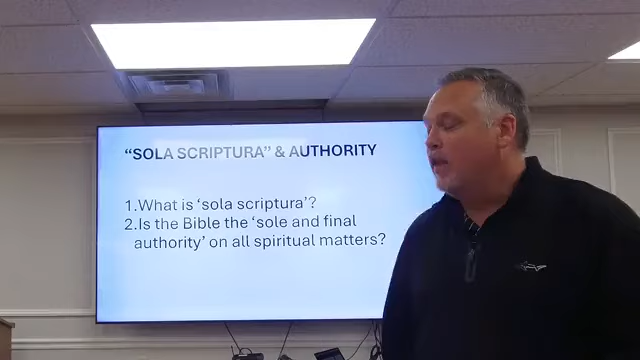 “SOLA SCRIPTURA” & AUTHORITY
1.What is ‘sola scriptura’?
2.Is the Bible the ‘sole and final
authority’ on all spiritual matters?